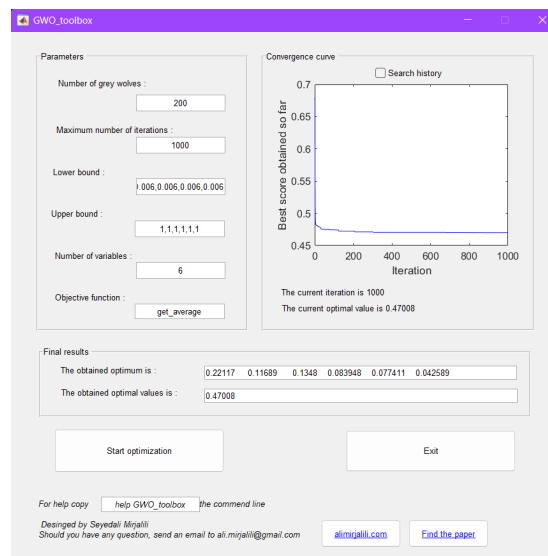 GWO_toolbox
Parameters
Number of grey wolves :
200
Maximum number of iterations :
1000
Lower bound :
0.006,0.006,0.006,0.006
Upper bound :
1,1,1,1,1,1
Number of variables :
6
Objective function :
get_average
Convergence curve
Search history
0.7
0.65
0.6
0.55
0.5
0.45
Best score obtained so far
0 200 400 600 800 1000
Iteration
The current iteration is 1000
The current optimal value is 0.47008
Final results
The obtained optimum is :
0.22117 0.11689 0.1348 0.083948 0.077411 0.042589
The obtained optimal values is :
0.47008
Start optimization
Exit
For help copy help GWO_toolbox the commend line
Desinged by Seyedali Mirjalili
Should you have any question, send an email to ali.mirjalili@gmail.com
alimirjalili.com
Find the paper